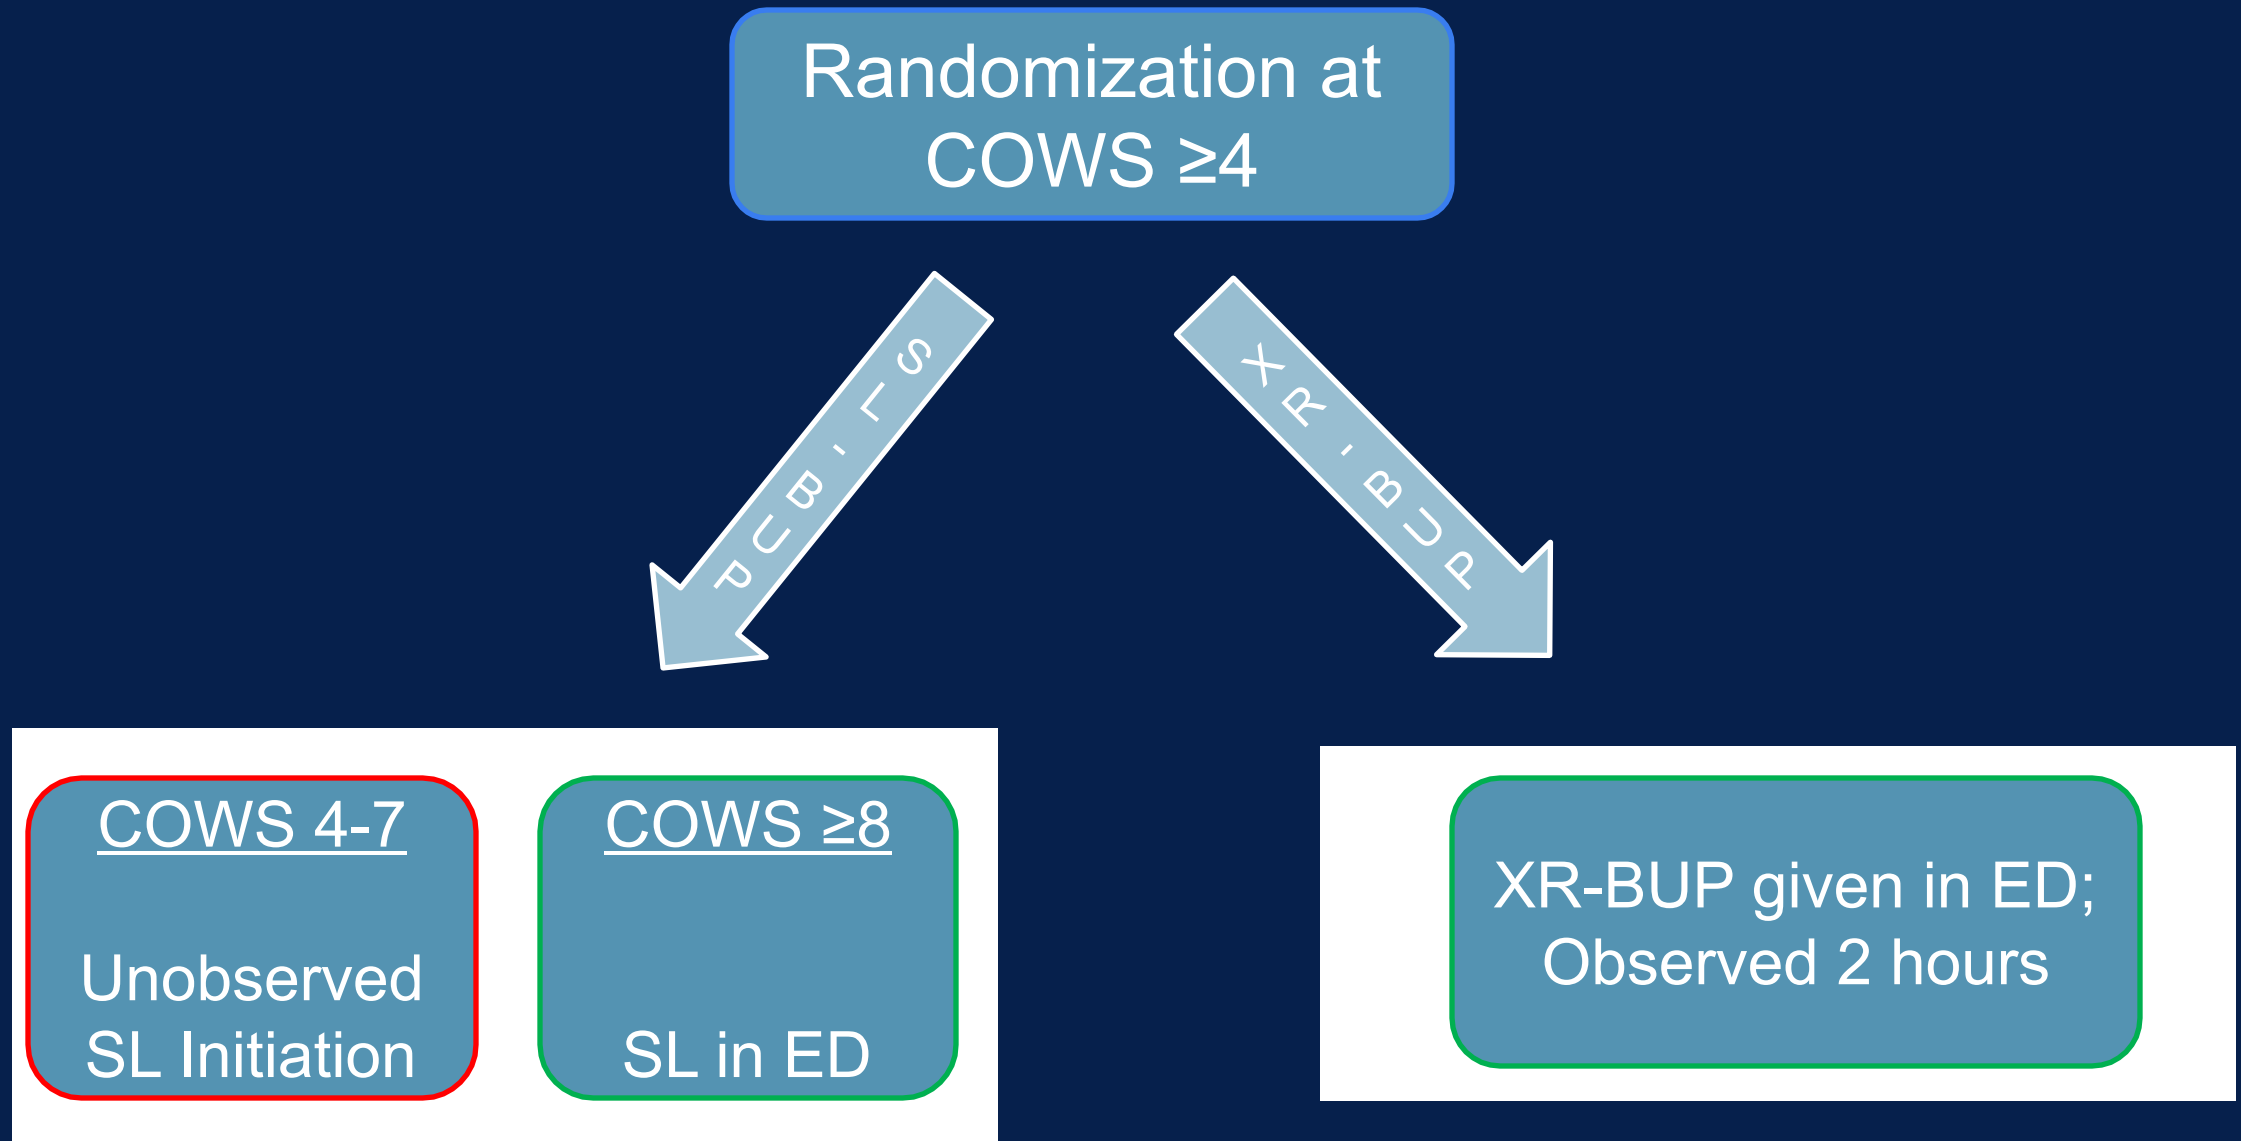 Randomization at
COWS ≥4
SL-BUP
XR-BUP
COWS 4-7
Unobserved
SL Initiation
COWS ≥8
SL in ED
XR-BUP given in ED;
Observed 2 hours